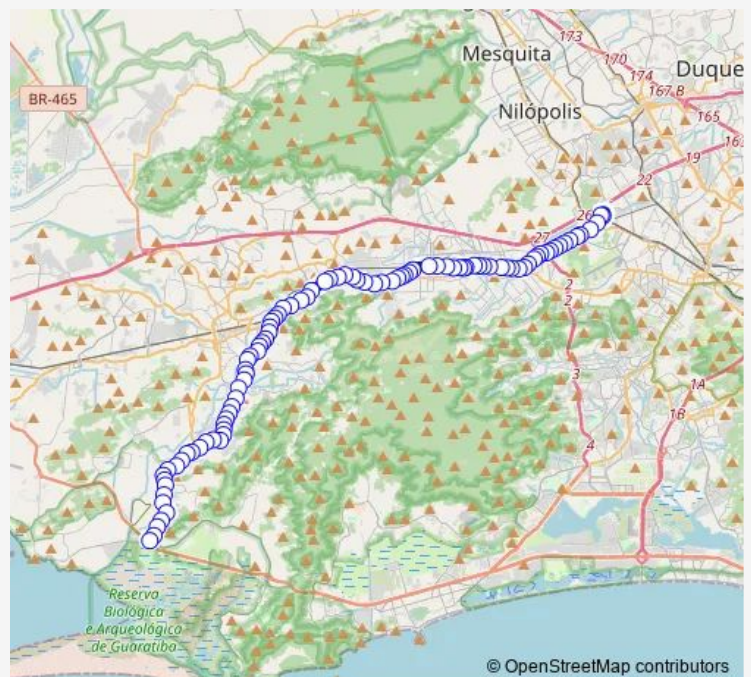 173
Mesquita
170
174
Duque
167 B
BR-465
165
Nilópolis
19
22
26
27
2
2
3
1A
1B
4
Reserva
Biológica
e Arqueológica
de Guaratiba
© OpenStreetMap contributors